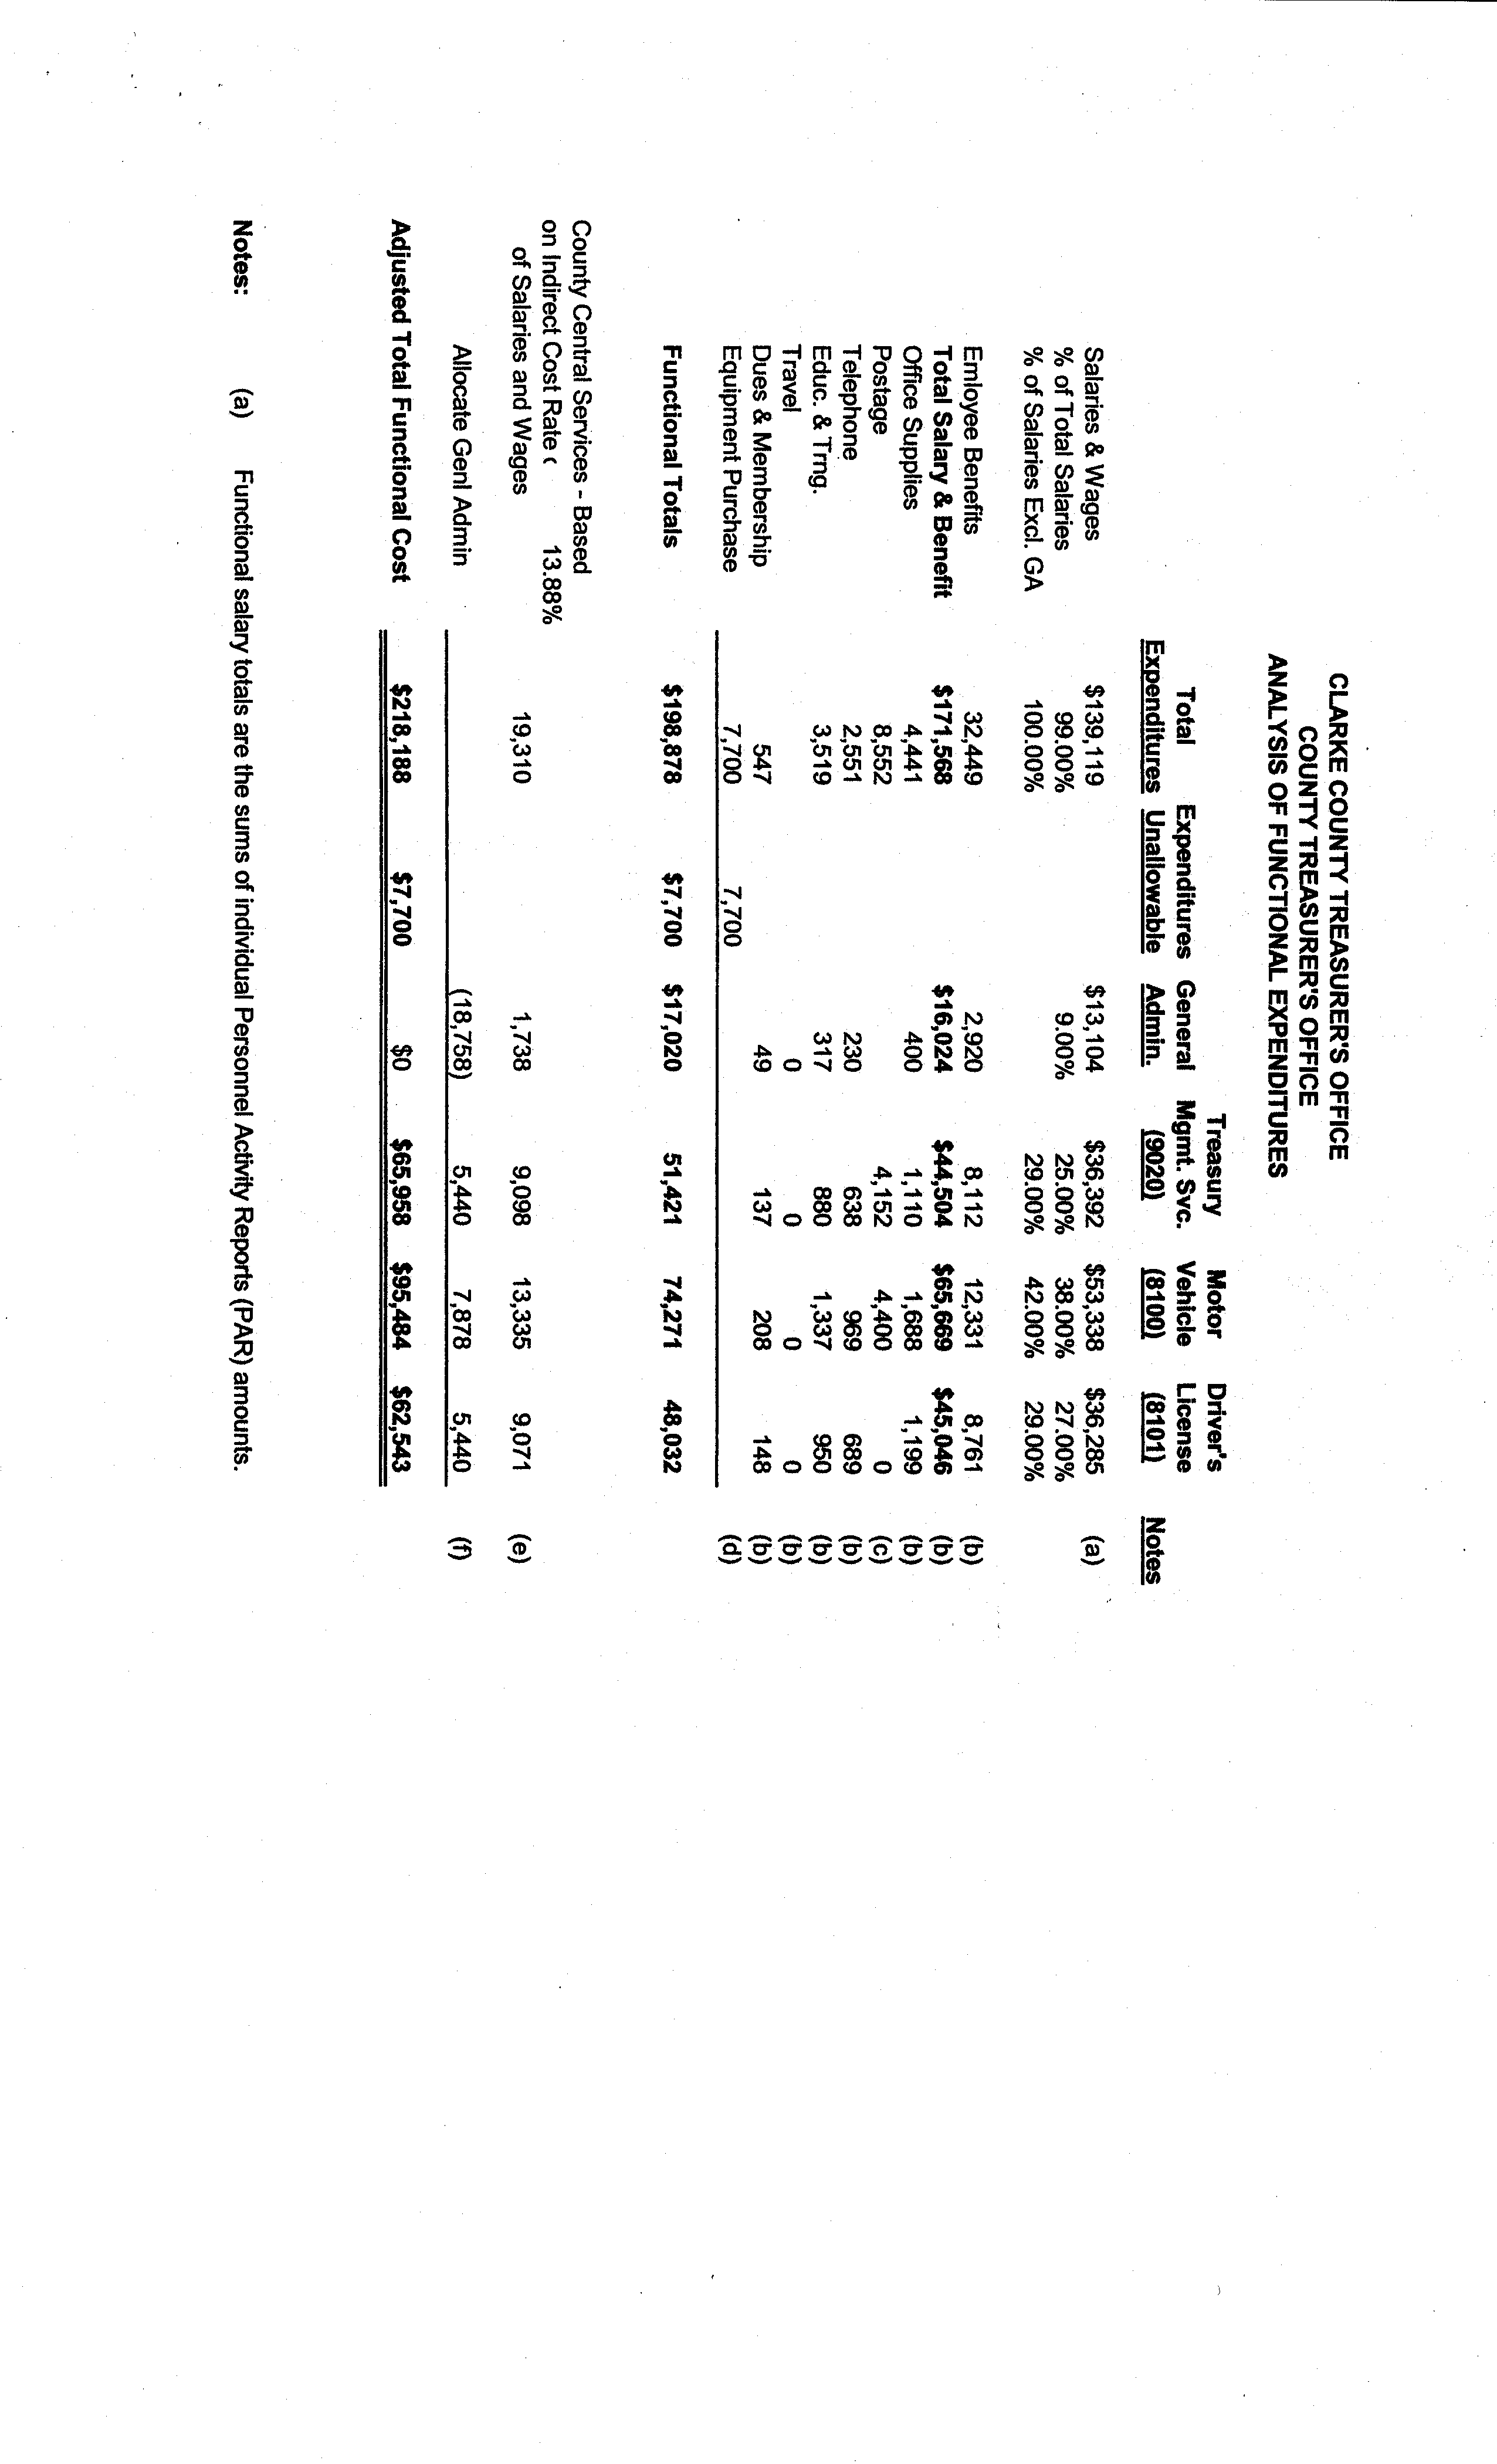 CLARKE COUNTY TREASURER'S OFFICE
COUNTY TREASURER'S OFFICE
ANALYSIS OF FUNCTIONAL EXPENDITURES
Treasury Motor Driver's
Total Expenditures General Mgmt. Svc. Vehicle License
Expenditures Unallowable Admin. (9020) (8100) (8101) Notes
Salaries & Wages $139,119 $13,104 $36,392 $53,338 $36,285 (a)
% of Total Salaries 99.00% 9.00% 25.00% 38.00% 27.00%
% of Salaries Excl. GA 100.00% 29.00% 42.00% 29.00%
Emloyee Benefits 32,449 2,920 8,112 12,331 8,761 (b)
Total Salary & Benefit $171,568 $16,024 $44,504 $65,669 $45,046 (b)
Office Supplies 4,441 400 1,110 1,688 1,199 (b)
Postage 8,552 4,152 4,400 0 (c)
Telephone 2,551 230 638 969 689 (b)
Educ. & Trng. 3,519 317 880 1,337 950 (b)
Travel 0 0 0 0 (b)
Dues & Membership 547 49 137 208 148 (b)
Equipment Purchase 7,700 7,700 (d)
Functional Totals $198,878 $7,700 $17,020 51,421 74,271 48,032
County Central Services - Based
on Indirect Cost Rate 13.88%
of Salaries and Wages 19,310 1,738 9,098 13,335 9,071 (e)
Allocate Genl Admin (18,758) 5,440 7,878 5,440 (f)
Adjusted Total Functional Cost $218,188 $7,700 $0 $65,958 $95,484 $62,543
Notes: (a) Functional salary totals are the sums of individual Personnel Activity Reports (PAR) amounts.